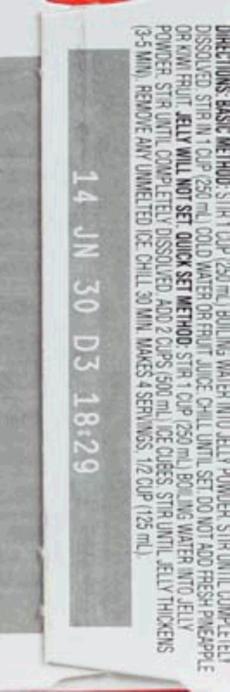 DIRECTIONS: BASIC METHOD: STIR 1 CUP (250 mL) BOILING WATER INTO JELLY POWDER. STIR UNTIL COMPLETELY
DISSOLVED. STIR IN 1 CUP (250 mL) COLD WATER OR FRUIT JUICE. CHILL UNTIL SET. DO NOT ADD FRESH PINEAPPLE
OR KIWI FRUIT. JELLY WILL NOT SET. QUICK SET METHOD: STIR 1 CUP (250 mL) BOILING WATER INTO JELLY
POWDER. STIR UNTIL COMPLETELY DISSOLVED. ADD 2 CUPS (500 mL) ICE CUBES. STIR UNTIL JELLY THICKENS
(3-5 MIN). REMOVE ANY UNMELTED ICE. CHILL 30 MIN. MAKES 4 SERVINGS, 1/2 CUP (125 mL).
14 JN 30 D3 18:29